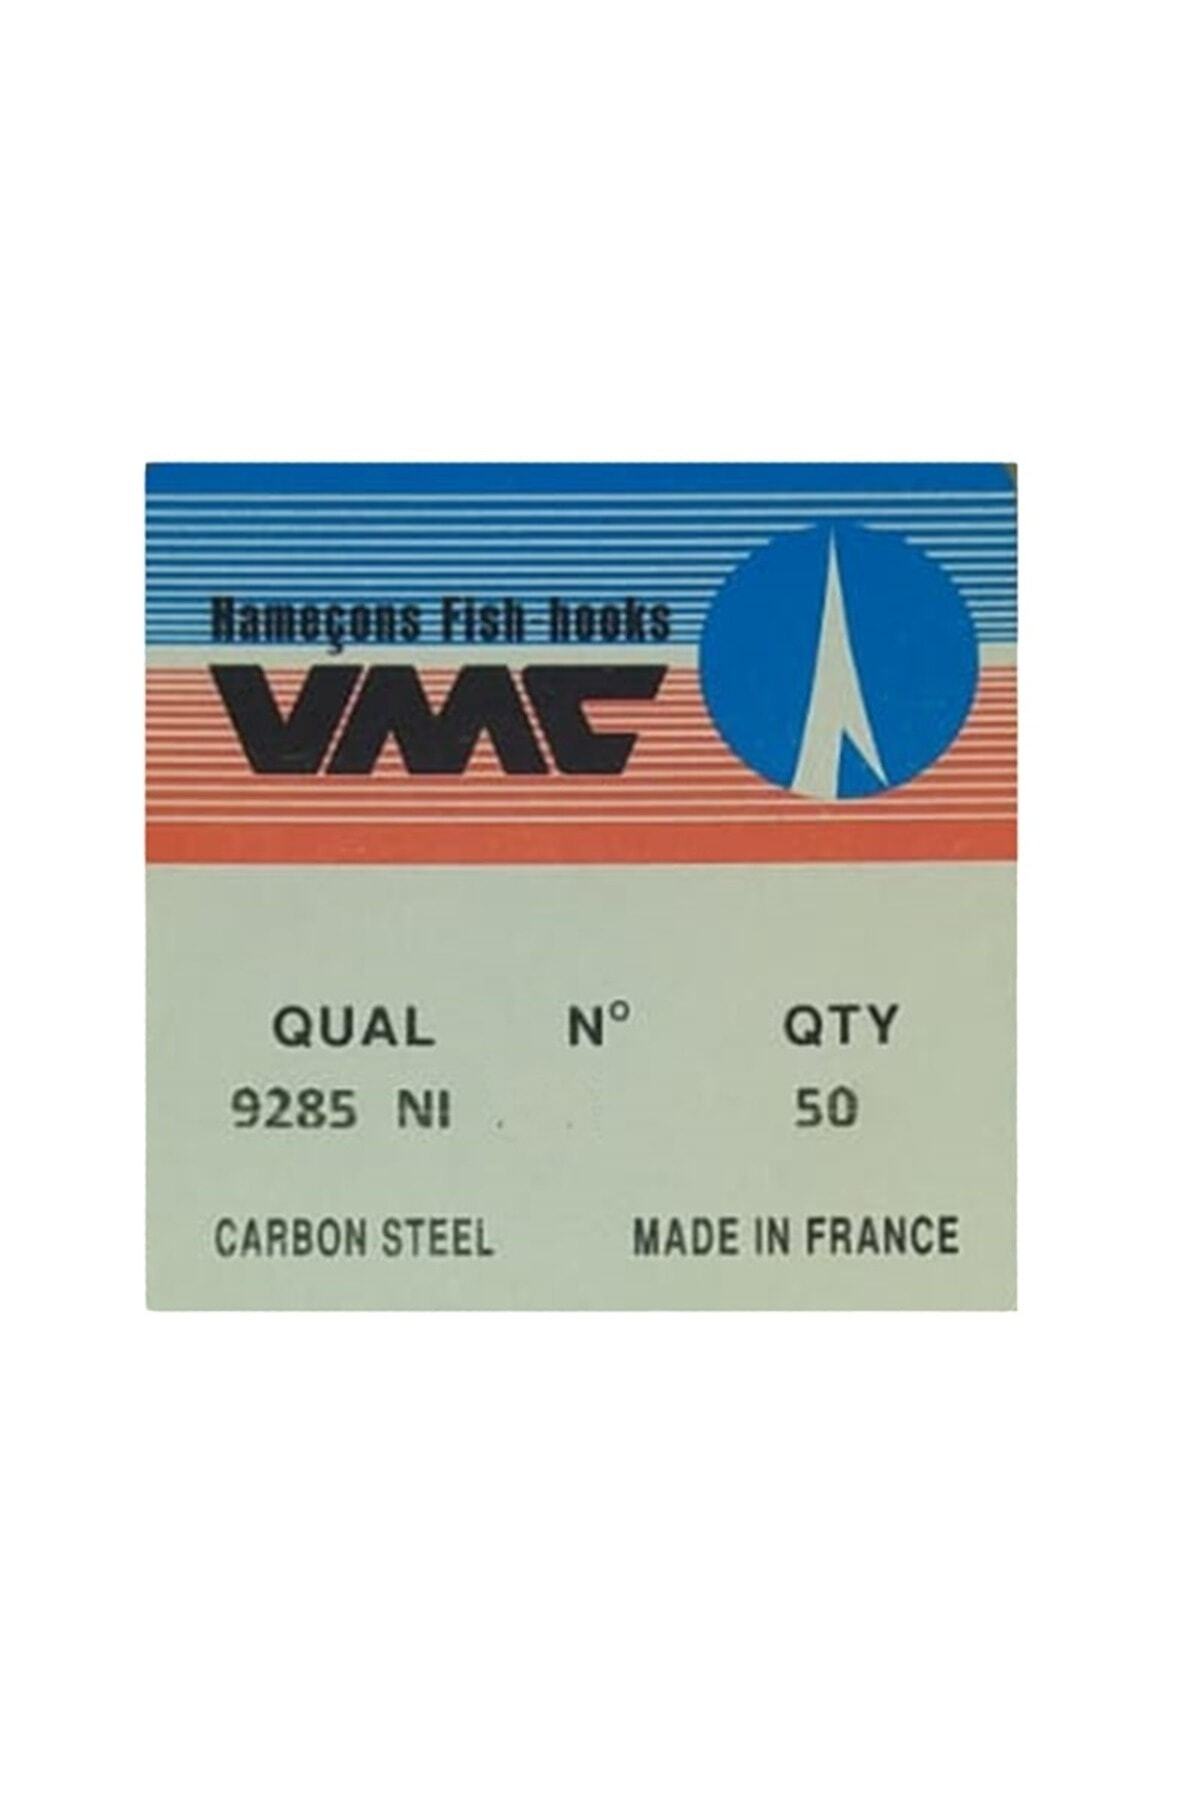 Hameçons Fish-hooks
VMC
QUAL N° QTY
9285 NI 50
CARBON STEEL MADE IN FRANCE